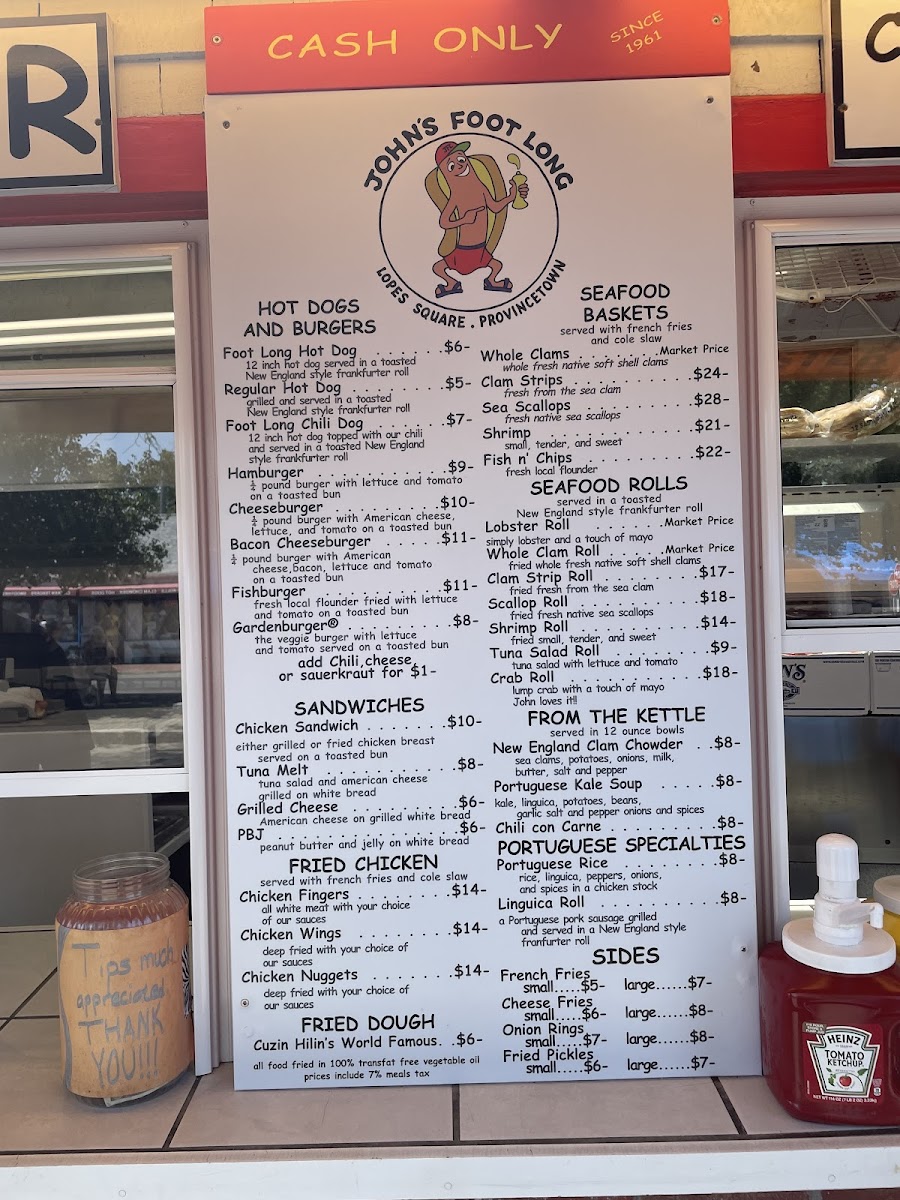 R
CASH ONLY
SINCE
1961
JOHN'S FOOT LONG
LOPES SQUARE . PROVINCETOWN
HOT DOGS
AND BURGERS
Foot Long Hot Dog . . . . . . .$6-
12 inch hot dog served in a toasted
New England style frankfurter roll
Regular Hot Dog . . . . . . . .$5-
grilled and served in a toasted
New England style frankfurter roll
Foot Long Chili Dog . . . . . .$7-
12 inch hot dog topped with our chili
and served in a toasted New England
style frankfurter roll
Hamburger . . . . . . . . . . .$9-
¼ pound burger with lettuce and tomato
on a toasted bun
Cheeseburger . . . . . . . . .$10-
¼ pound burger with American cheese,
lettuce, and tomato on a toasted bun
Bacon Cheeseburger . . . . . .$11-
¼ pound burger with American
cheese,bacon, lettuce and tomato
on a toasted bun
Fishburger . . . . . . . . . .$11-
fresh local flounder fried with lettuce
and tomato on a toasted bun
Gardenburger® . . . . . . . .$8-
the veggie burger with lettuce
and tomato served on a toasted bun
add Chili,cheese,
or sauerkraut for $1-
SANDWICHES
Chicken Sandwich . . . . . . .$10-
either grilled or fried chicken breast
served on a toasted bun
Tuna Melt . . . . . . . . . . .$8-
tuna salad and american cheese
grilled on white bread
Grilled Cheese . . . . . . . . .$6-
American cheese on grilled white bread
PBJ . . . . . . . . . . . . . .$6-
peanut butter and jelly on white bread
FRIED CHICKEN
served with french fries and cole slaw
Chicken Fingers . . . . . . . .$14-
all white meat with your choice
of our sauces
Chicken Wings . . . . . . . . .$14-
deep fried with your choice of
our sauces
Chicken Nuggets . . . . . . .$14-
deep fried with your choice of
our sauces
FRIED DOUGH
Cuzin Hilin's World Famous. . .$6-
all food fried in 100% transfat free vegetable oil
prices include 7% meals tax
SEAFOOD
BASKETS
served with french fries
and cole slaw
Whole Clams . . . . . . .Market Price
whole fresh native soft shell clams
Clam Strips . . . . . . . . . .$24-
fresh from the sea clam
Sea Scallops . . . . . . . . . .$28-
fresh native sea scallops
Shrimp . . . . . . . . . . . .$21-
small, tender, and sweet
Fish n' Chips . . . . . . . . .$22-
fresh local flounder
SEAFOOD ROLLS
served in a toasted
New England style frankfurter roll
Lobster Roll . . . . . . .Market Price
simply lobster and a touch of mayo
Whole Clam Roll . . . . . .Market Price
fried whole fresh native soft shell clams
Clam Strip Roll . . . . . . . .$17-
fried fresh from the sea clam
Scallop Roll . . . . . . . . . .$18-
fried fresh native sea scallops
Shrimp Roll . . . . . . . . . .$14-
fried small, tender, and sweet
Tuna Salad Roll . . . . . . . .$9-
tuna salad with lettuce and tomato
Crab Roll . . . . . . . . . . .$18-
lump crab with a touch of mayo
John loves it!!
FROM THE KETTLE
served in 12 ounce bowls
New England Clam Chowder . .$8-
sea clams, potatoes, onions, milk,
butter, salt and pepper
Portuguese Kale Soup . . . . .$8-
kale, linguica, potatoes, beans,
garlic salt and pepper onions and spices
Chili con Carne . . . . . . . . .$8-
PORTUGUESE SPECIALTIES
Portuguese Rice . . . . . . . .$8-
rice, linguica, peppers, onions,
and spices in a chicken stock
Linguica Roll . . . . . . . . .$8-
a Portuguese pork sausage grilled
and served in a New England style
franfurter roll
SIDES
French Fries
small.....$5- large......$7-
Cheese Fries
small.....$6- large......$8-
Onion Rings
small.....$7- large......$8-
Fried Pickles
small.....$6- large......$7-
Tips much
appreciated
THANK
YOU!!!
HEINZ
TOMATO
KETCHUP